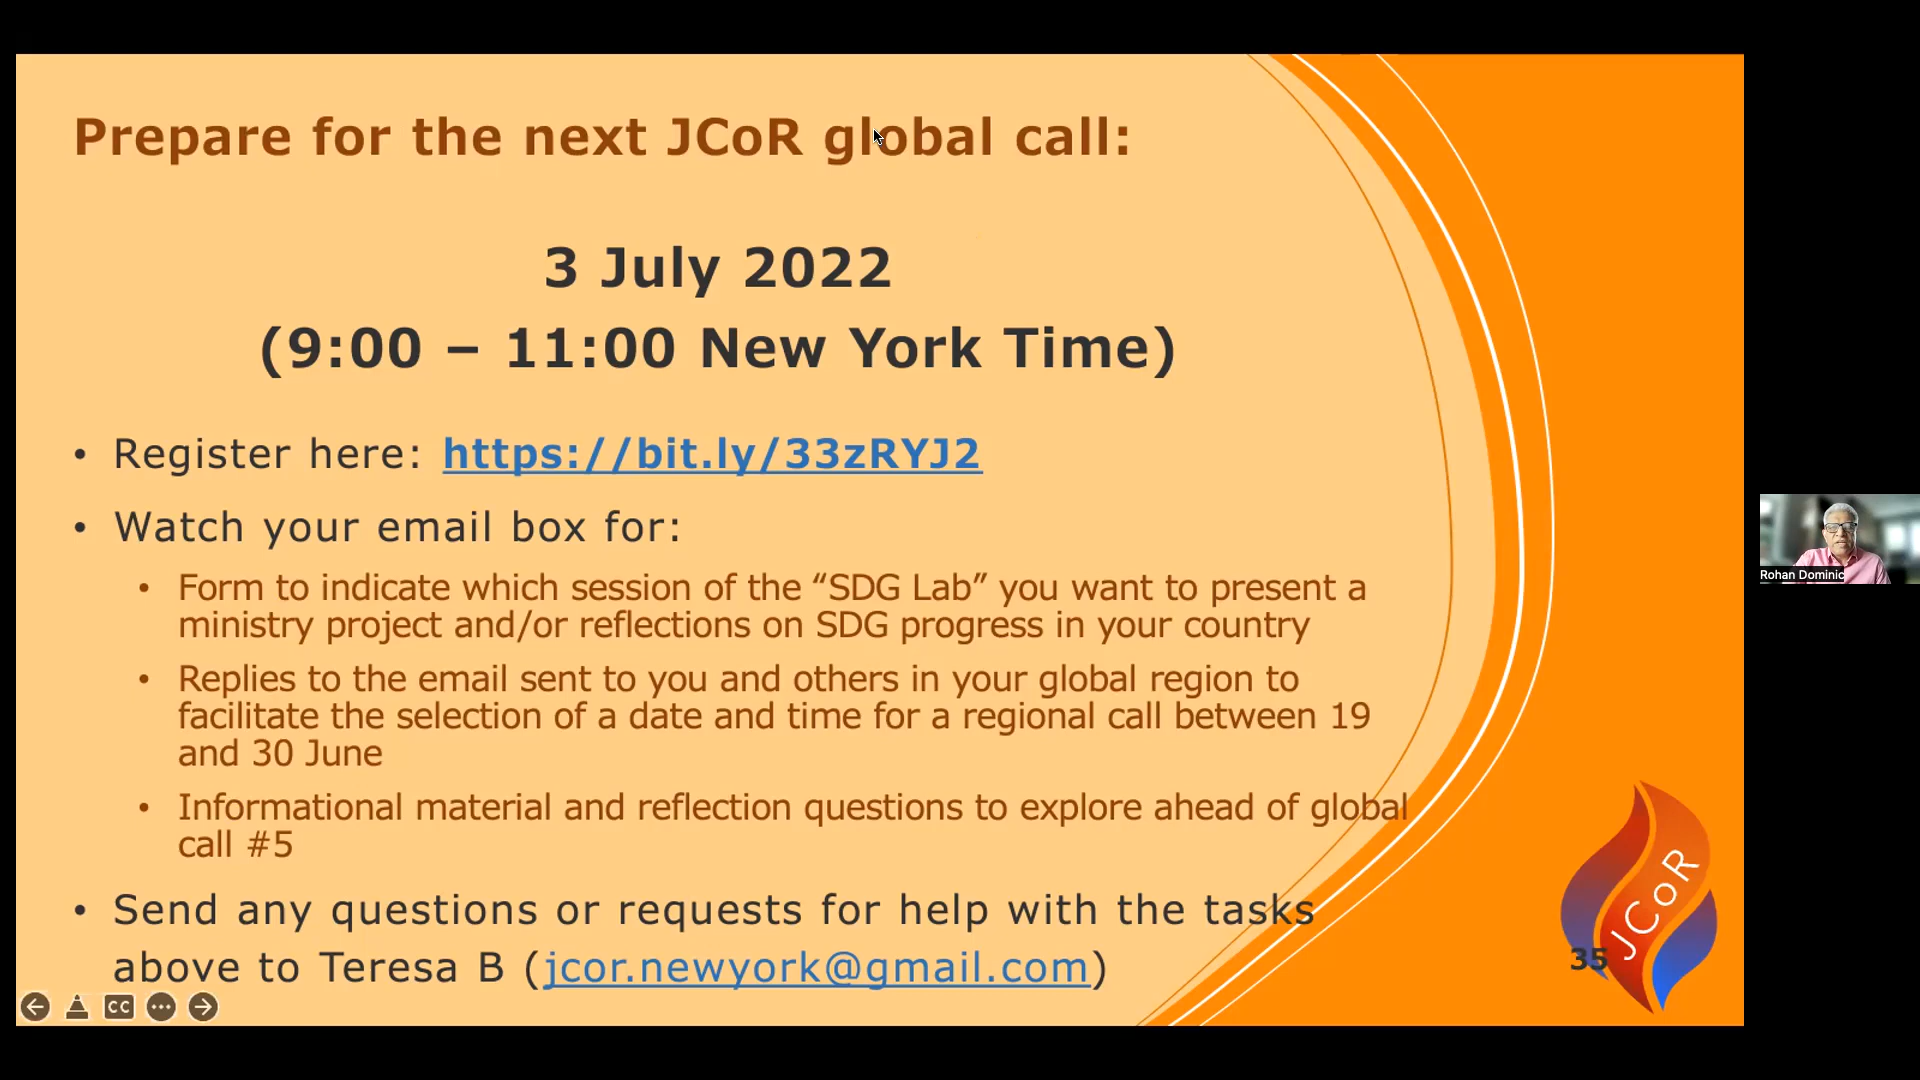 Prepare for the next JCoR global call:
3 July 2022
(9:00 – 11:00 New York Time)
• Register here: https://bit.ly/33zRYJ2
• Watch your email box for:
• Form to indicate which session of the “SDG Lab” you want to present a
ministry project and/or reflections on SDG progress in your country
• Replies to the email sent to you and others in your global region to
facilitate the selection of a date and time for a regional call between 19
and 30 June
• Informational material and reflection questions to explore ahead of global
call #5
• Send any questions or requests for help with the tasks
above to Teresa B (jcor.newyork@gmail.com)
JCoR
35
CC
Rohan Dominic